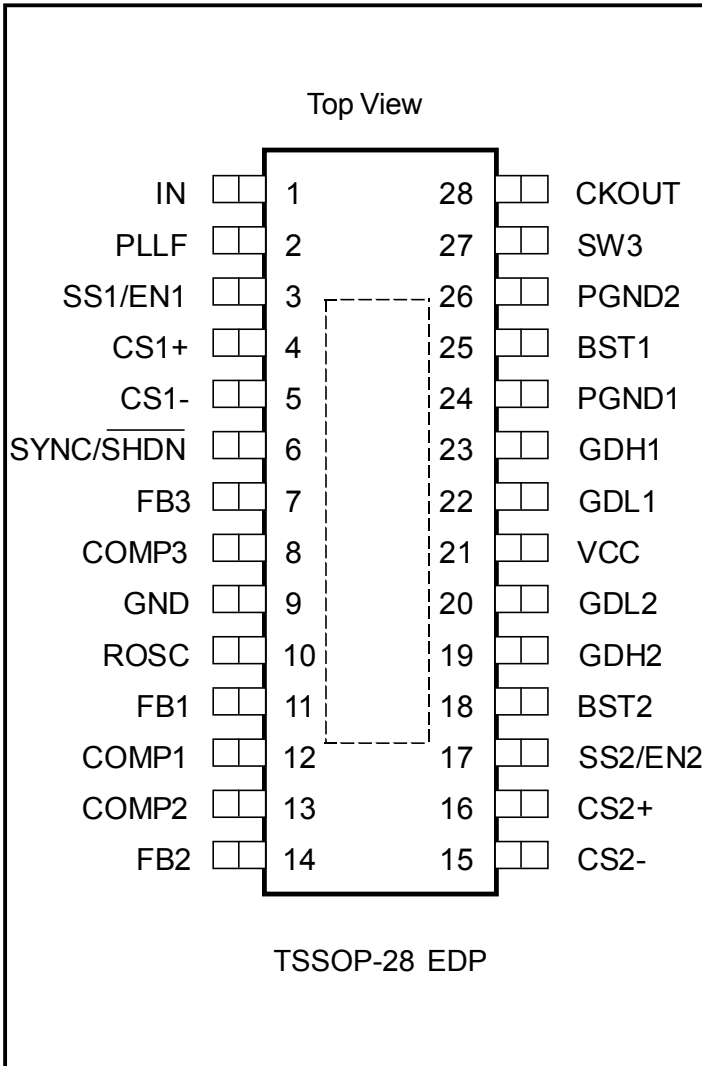 Top View
IN 1 28 CKOUT
PLLF 2 27 SW3
SS1/EN1 3 26 PGND2
CS1+ 4 25 BST1
CS1- 5 24 PGND1
SYNC/S̅H̅D̅N̅ 6 23 GDH1
FB3 7 22 GDL1
COMP3 8 21 VCC
GND 9 20 GDL2
ROSC 10 19 GDH2
FB1 11 18 BST2
COMP1 12 17 SS2/EN2
COMP2 13 16 CS2+
FB2 14 15 CS2-
TSSOP-28 EDP